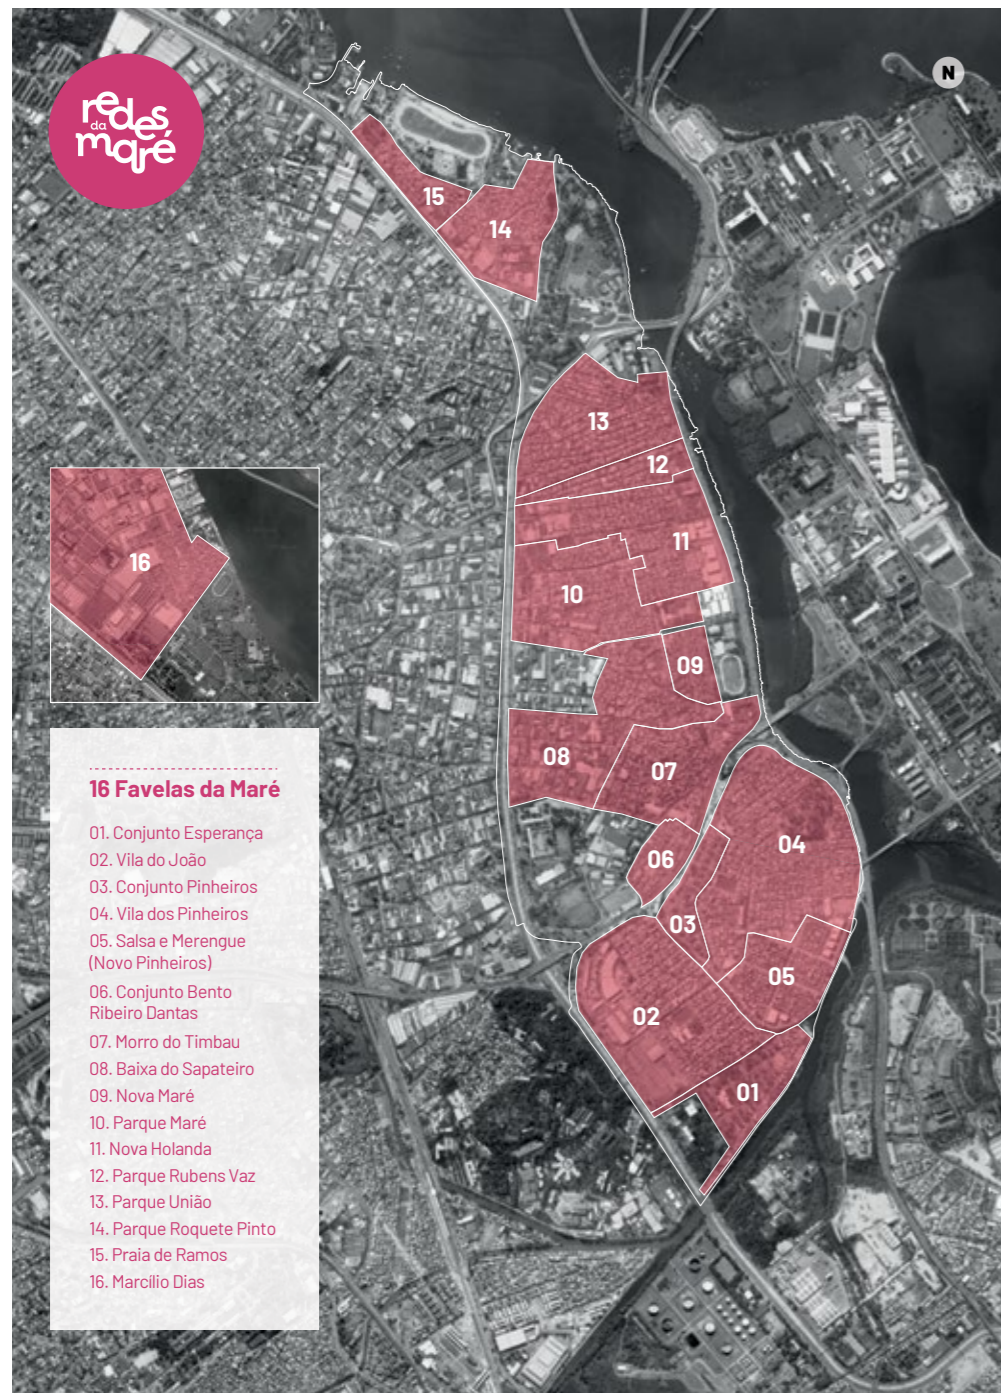 redes
da
maré
N
15
14
13
12
11
16
10
09
08
07
04
06
03
05
02
01
16 Favelas da Maré
01. Conjunto Esperança
02. Vila do João
03. Conjunto Pinheiros
04. Vila dos Pinheiros
05. Salsa e Merengue
(Novo Pinheiros)
06. Conjunto Bento
Ribeiro Dantas
07. Morro do Timbau
08. Baixa do Sapateiro
09. Nova Maré
10. Parque Maré
11. Nova Holanda
12. Parque Rubens Vaz
13. Parque União
14. Parque Roquete Pinto
15. Praia de Ramos
16. Marcílio Dias